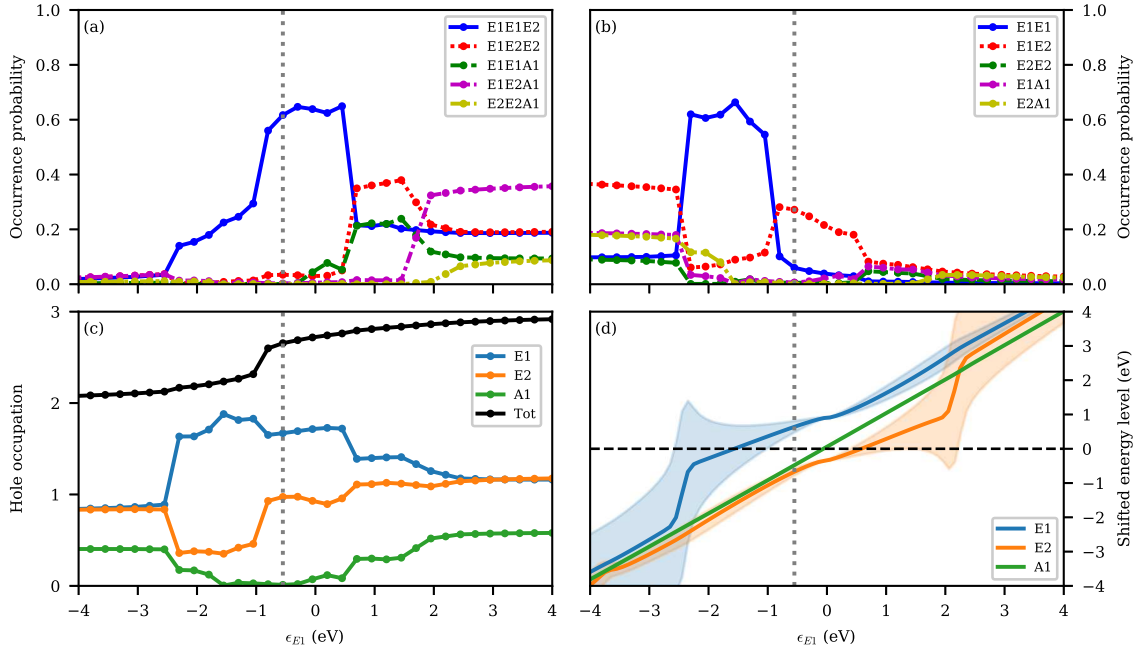 (a)
Occurrence probability
1.0
0.8
0.6
0.4
0.2
0.0
E1E1E2
E1E2E2
E1E1A1
E1E2A1
E2E2A1
(b)
Occurrence probability
1.0
0.8
0.6
0.4
0.2
0.0
E1E1
E1E2
E2E2
E1A1
E2A1
(c)
Hole occupation
3
2
1
0
E1
E2
A1
Tot
−4 −3 −2 −1 0 1 2 3 4
ϵE1 (eV)
(d)
Shifted energy level (eV)
4
3
2
1
0
−1
−2
−3
−4
E1
E2
A1
−4 −3 −2 −1 0 1 2 3 4
ϵE1 (eV)